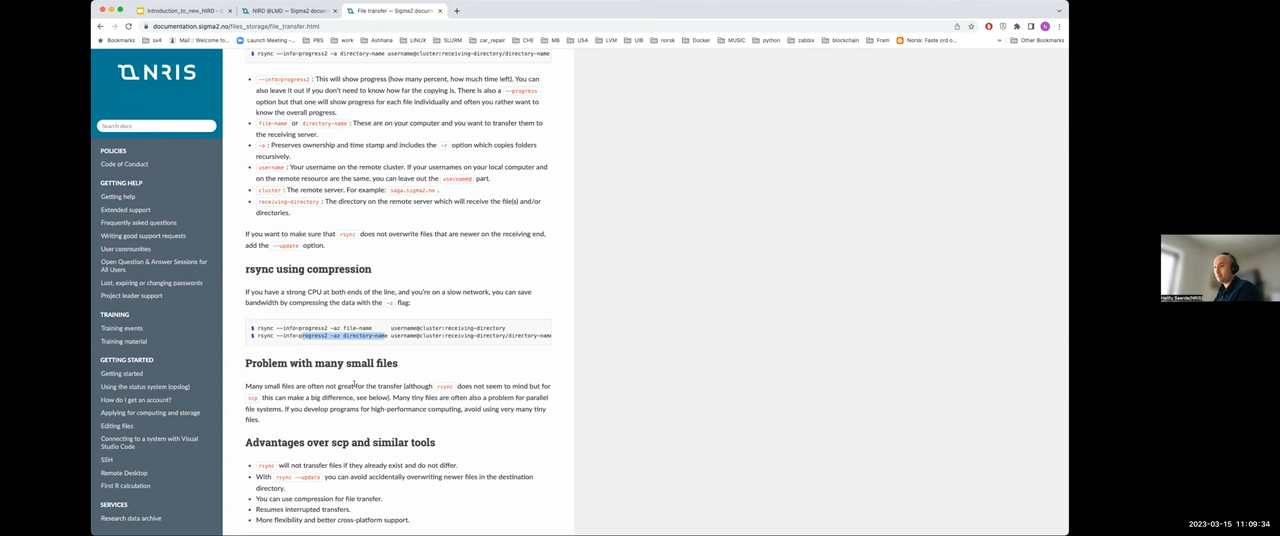 Introduction_to_new_NIRD - G
NIRD @LMD — Sigma2 docum
File transfer — Sigma2 docum
documentation.sigma2.no/files_storage/file_transfer.html
Bookmarks sx4 Mail :: Welcome to... Launch Meeting -... LINUX SLURM car_repair CHE MB USA LVM UIB norsk Docker MUSIC python zabbix blockchain Fram Norsk: Faste ord o... Other Bookmarks
NRIS
Search docs
POLICIES
Code of Conduct
GETTING HELP
Getting help
Extended support
Frequently asked questions
Writing good support requests
User communities
Open Question & Answer Sessions for
All Users
Lost, expiring or changing passwords
Project leader support
TRAINING
Training events
Training material
GETTING STARTED
Getting started
Using the status system (opslog)
How do I get an account?
Applying for computing and storage
Editing files
Connecting to a system with Visual
Studio Code
SSH
Remote Desktop
First R calculation
SERVICES
Research data archive
$ rsync --info=progress2 -a directory-name username@cluster:receiving-directory/directory-name
--info=progress2 : This will show progress (how many percent, how much time left). You can
also leave it out if you don't need to know how far the copying is. There is also a --progress
option but that one will show progress for each file individually and often you rather want to
know the overall progress.
file-name or directory-name : These are on your computer and you want to transfer them to
the receiving server.
-a : Preserves ownership and time stamp and includes the -r option which copies folders
recursively.
username : Your username on the remote cluster. If your usernames on your local computer and
on the remote resource are the same, you can leave out the username@ part.
cluster : The remote server. For example: saga.sigma2.no .
receiving-directory : The directory on the remote server which will receive the file(s) and/or
directories.
If you want to make sure that rsync does not overwrite files that are newer on the receiving end,
add the --update option.
rsync using compression
If you have a strong CPU at both ends of the line, and you're on a slow network, you can save
bandwidth by compressing the data with the -z flag:
$ rsync --info=progress2 -az file-name username@cluster:receiving-directory
$ rsync --info=progress2 -az directory-name username@cluster:receiving-directory/directory-name
Problem with many small files
Many small files are often not great for the transfer (although rsync does not seem to mind but for
scp this can make a big difference, see below). Many tiny files are often also a problem for parallel
file systems. If you develop programs for high-performance computing, avoid using very many tiny
files.
Advantages over scp and similar tools
rsync will not transfer files if they already exist and do not differ.
With rsync --update you can avoid accidentally overwriting newer files in the destination
directory.
You can use compression for file transfer.
Resumes interrupted transfers.
More flexibility and better cross-platform support.
2023-03-15 11:09:34